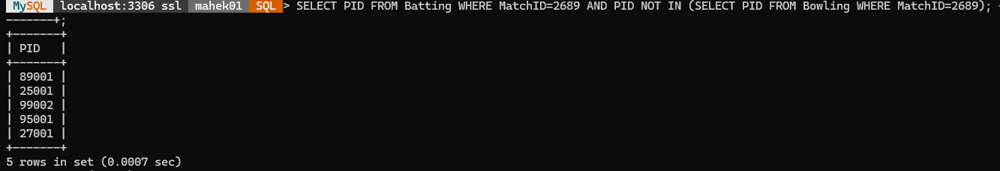 MySQL localhost:3306 ssl mahek01 SQL > SELECT PID FROM Batting WHERE MatchID=2689 AND PID NOT IN (SELECT PID FROM Bowling WHERE MatchID=2689);
-------+;
+-------+
| PID   |
+-------+
| 89001 |
| 25001 |
| 99002 |
| 95001 |
| 27001 |
+-------+
5 rows in set (0.0007 sec)